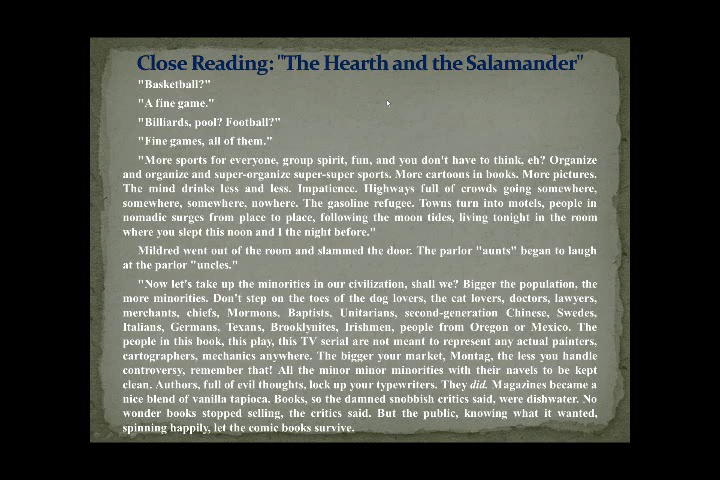 Close Reading: "The Hearth and the Salamander"
"Basketball?"
"A fine game."
"Billiards, pool? Football?"
"Fine games, all of them."
"More sports for everyone, group spirit, fun, and you don't have to think, eh? Organize
and organize and super-organize super-super sports. More cartoons in books. More pictures.
The mind drinks less and less. Impatience. Highways full of crowds going somewhere,
somewhere, somewhere, nowhere. The gasoline refugee. Towns turn into motels, people in
nomadic surges from place to place, following the moon tides, living tonight in the room
where you slept this noon and I the night before."
Mildred went out of the room and slammed the door. The parlor "aunts" began to laugh
at the parlor "uncles."
"Now let's take up the minorities in our civilization, shall we? Bigger the population, the
more minorities. Don't step on the toes of the dog lovers, the cat lovers, doctors, lawyers,
merchants, chiefs, Mormons, Baptists, Unitarians, second-generation Chinese, Swedes,
Italians, Germans, Texans, Brooklynites, Irishmen, people from Oregon or Mexico. The
people in this book, this play, this TV serial are not meant to represent any actual painters,
cartographers, mechanics anywhere. The bigger your market, Montag, the less you handle
controversy, remember that! All the minor minor minorities with their navels to be kept
clean. Authors, full of evil thoughts, lock up your typewriters. They did. Magazines became a
nice blend of vanilla tapioca. Books, so the damned snobbish critics said, were dishwater. No
wonder books stopped selling, the critics said. But the public, knowing what it wanted,
spinning happily, let the comic books survive.